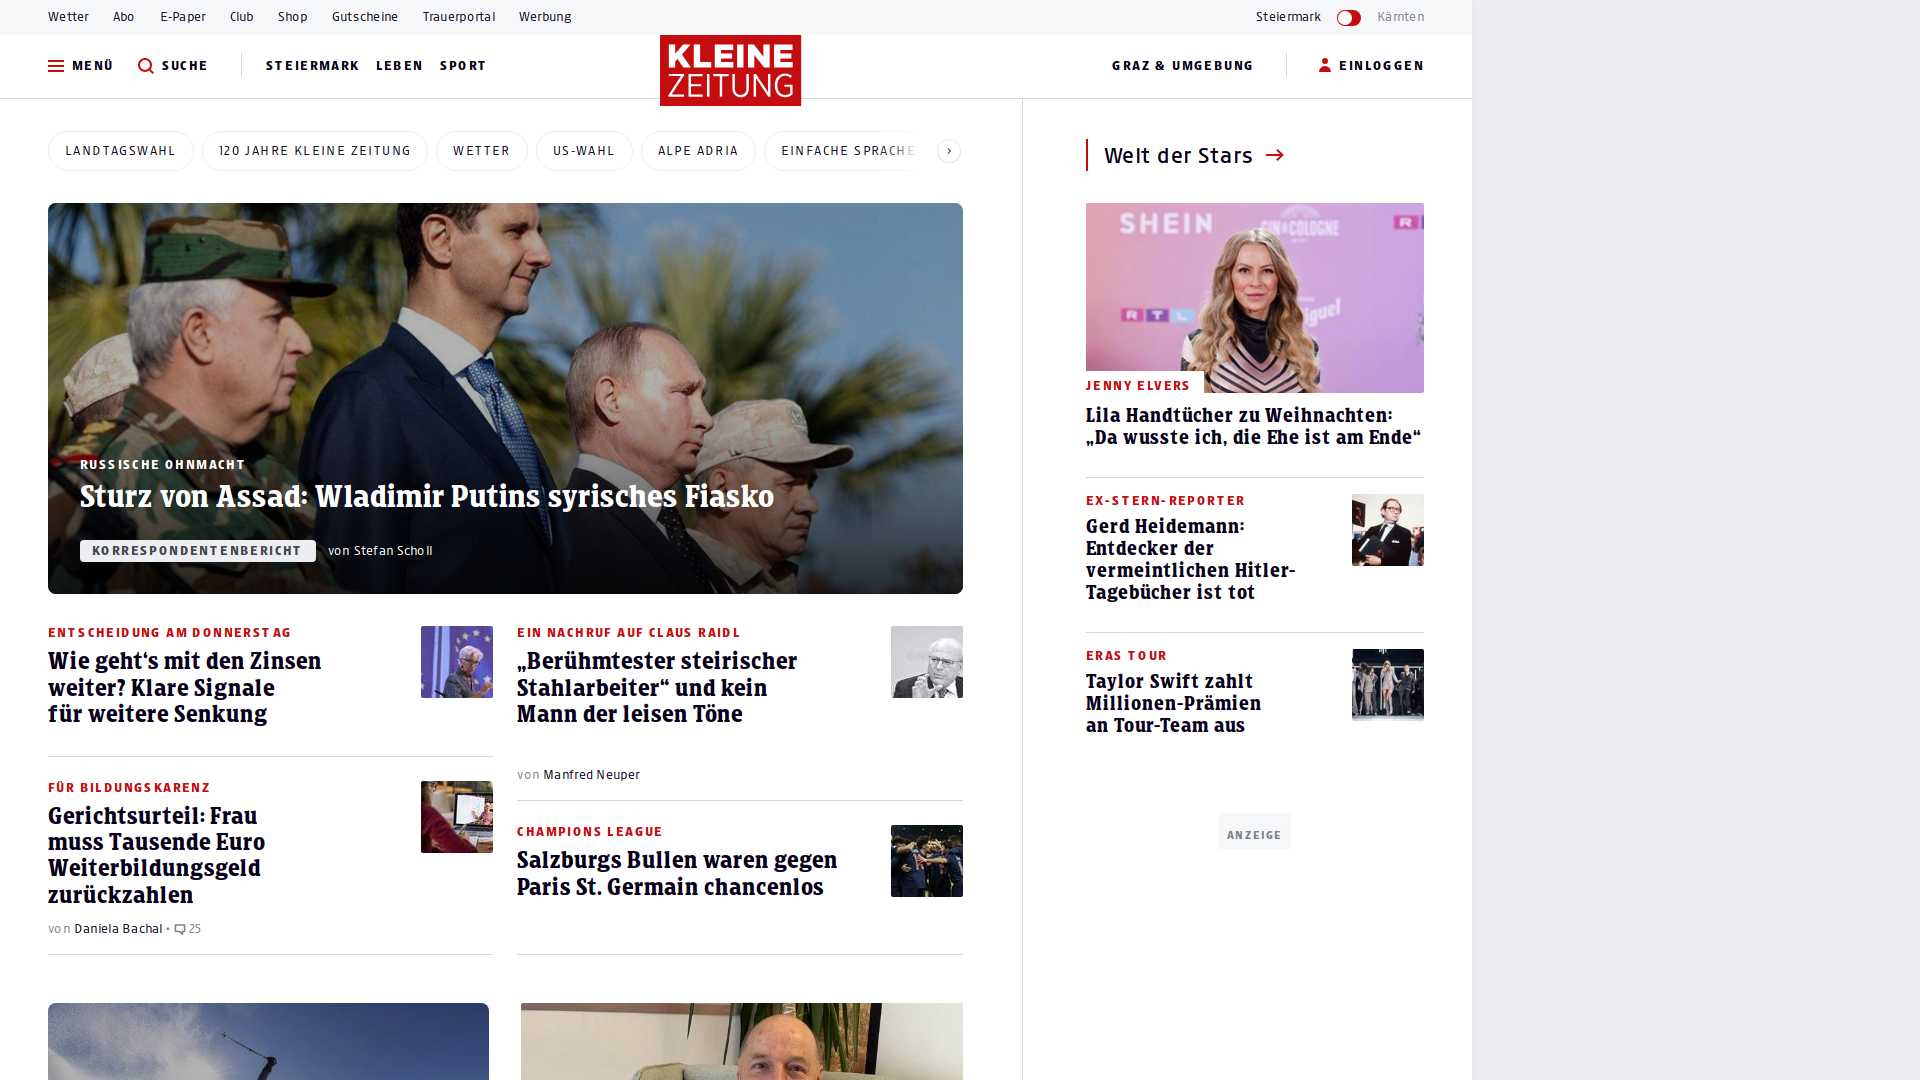 Wetter Abo E-Paper Club Shop Gutscheine Trauerportal Werbung Steiermark Kärnten
MENÜ SUCHE STEIERMARK LEBEN SPORT KLEINE ZEITUNG GRAZ & UMGEBUNG EINLOGGEN
LANDTAGSWAHL 120 JAHRE KLEINE ZEITUNG WETTER US-WAHL ALPE ADRIA EINFACHE SPRACHE
RUSSISCHE OHNMACHT
Sturz von Assad: Wladimir Putins syrisches Fiasko
KORRESPONDENTENBERICHT von Stefan Scholl
ENTSCHEIDUNG AM DONNERSTAG
Wie geht‘s mit den Zinsen
weiter? Klare Signale
für weitere Senkung
FÜR BILDUNGSKARENZ
Gerichtsurteil: Frau
muss Tausende Euro
Weiterbildungsgeld
zurückzahlen
von Daniela Bachal • 25
EIN NACHRUF AUF CLAUS RAIDL
„Berühmtester steirischer
Stahlarbeiter“ und kein
Mann der leisen Töne
von Manfred Neuper
CHAMPIONS LEAGUE
Salzburgs Bullen waren gegen
Paris St. Germain chancenlos
Welt der Stars
SHEIN
GIN COLOGNE
R
RTL
JENNY ELVERS
Lila Handtücher zu Weihnachten:
„Da wusste ich, die Ehe ist am Ende“
EX-STERN-REPORTER
Gerd Heidemann:
Entdecker der
vermeintlichen Hitler-
Tagebücher ist tot
ERAS TOUR
Taylor Swift zahlt
Millionen-Prämien
an Tour-Team aus
ANZEIGE